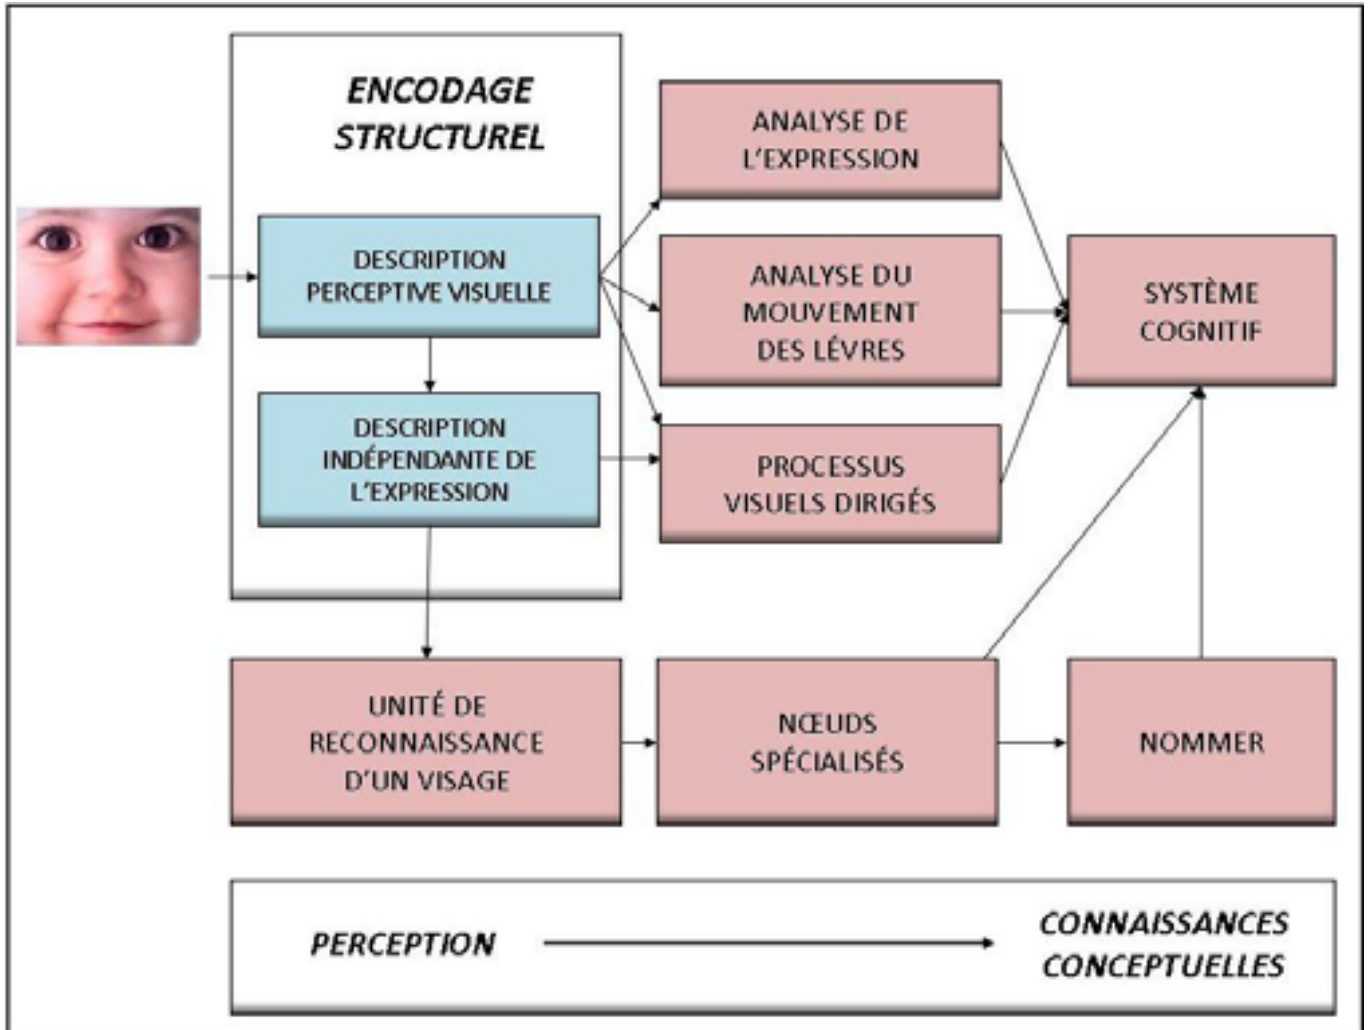 ENCODAGE
STRUCTUREL
DESCRIPTION
PERCEPTIVE VISUELLE
DESCRIPTION
INDÉPENDANTE DE
L'EXPRESSION
ANALYSE DE
L'EXPRESSION
ANALYSE DU
MOUVEMENT
DES LÉVRES
PROCESSUS
VISUELS DIRIGÉS
SYSTÈME
COGNITIF
UNITÉ DE
RECONNAISSANCE
D'UN VISAGE
NŒUDS
SPÉCIALISÉS
NOMMER
PERCEPTION
CONNAISSANCES
CONCEPTUELLES